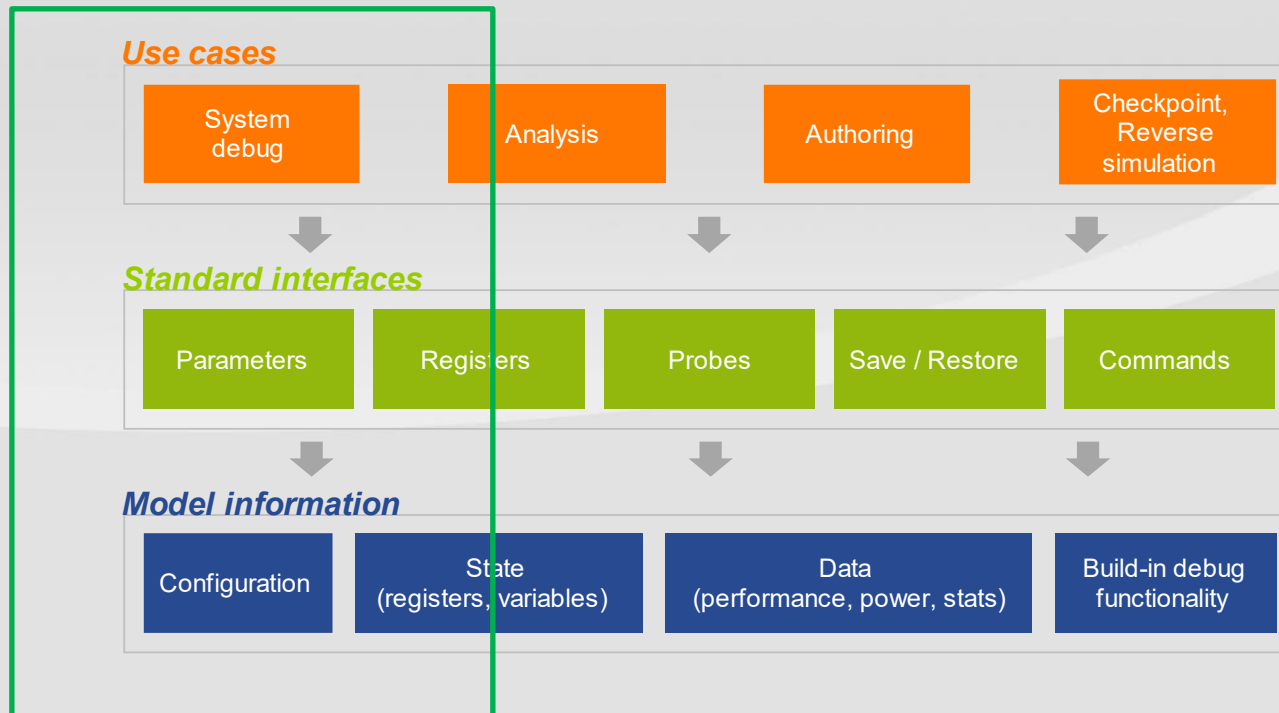 Use cases
System
debug
Analysis
Authoring
Checkpoint,
Reverse
simulation
Standard interfaces
Parameters
Registers
Probes
Save / Restore
Commands
Model information
Configuration
State
(registers, variables)
Data
(performance, power, stats)
Build-in debug
functionality